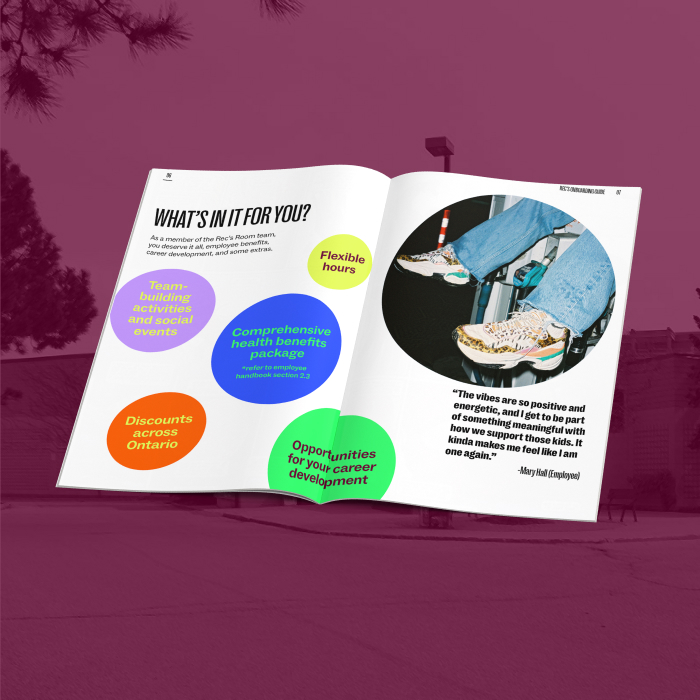 06
WHAT'S IN IT FOR YOU?
As a member of the Rec's Room team,
you deserve it all, employee benefits,
career development, and some extras.
Flexible
hours
Team-
building
activities
and social
events
Comprehensive
health benefits
package
*refer to employee
handbook section 2.3
Discounts
across
Ontario
Opportunities
for your career
development
REC'S ONBOARDING GUIDE
07
“The vibes are so positive and
energetic, and I get to be part
of something meaningful with
how we support those kids. It
kinda makes me feel like I am
one again.”
-Mary Hall (Employee)